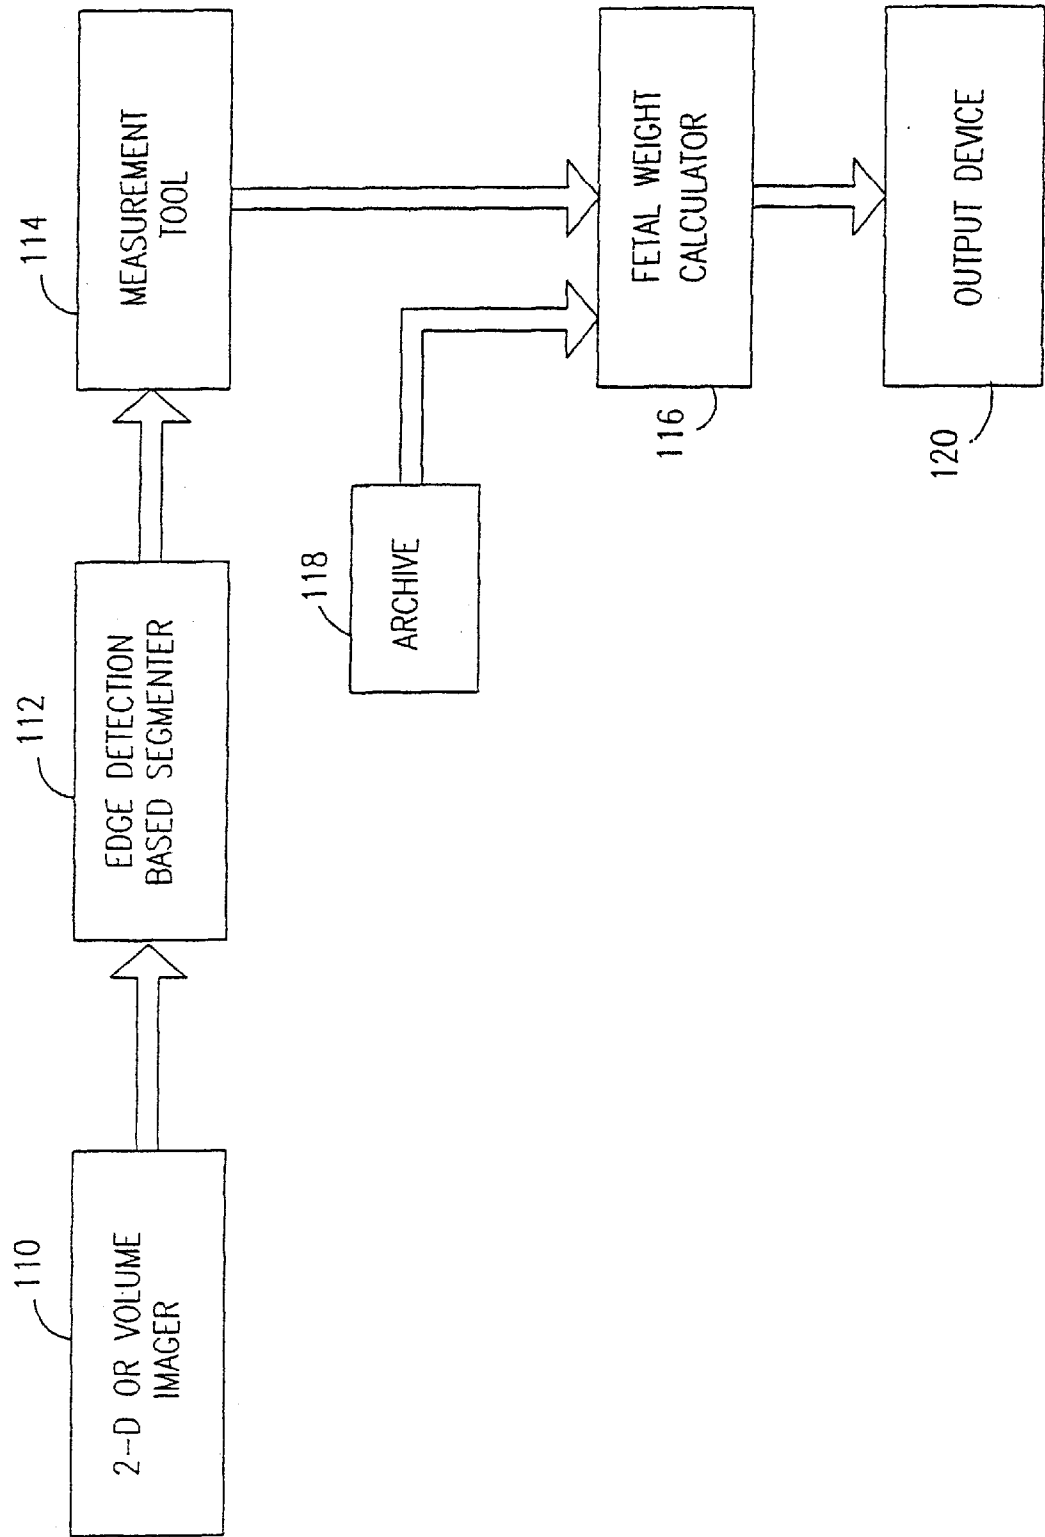 110
2-D OR VOLUME
IMAGER
112
EDGE DETECTION
BASED SEGMENTER
114
MEASUREMENT
TOOL
118
ARCHIVE
116
FETAL WEIGHT
CALCULATOR
120
OUTPUT DEVICE